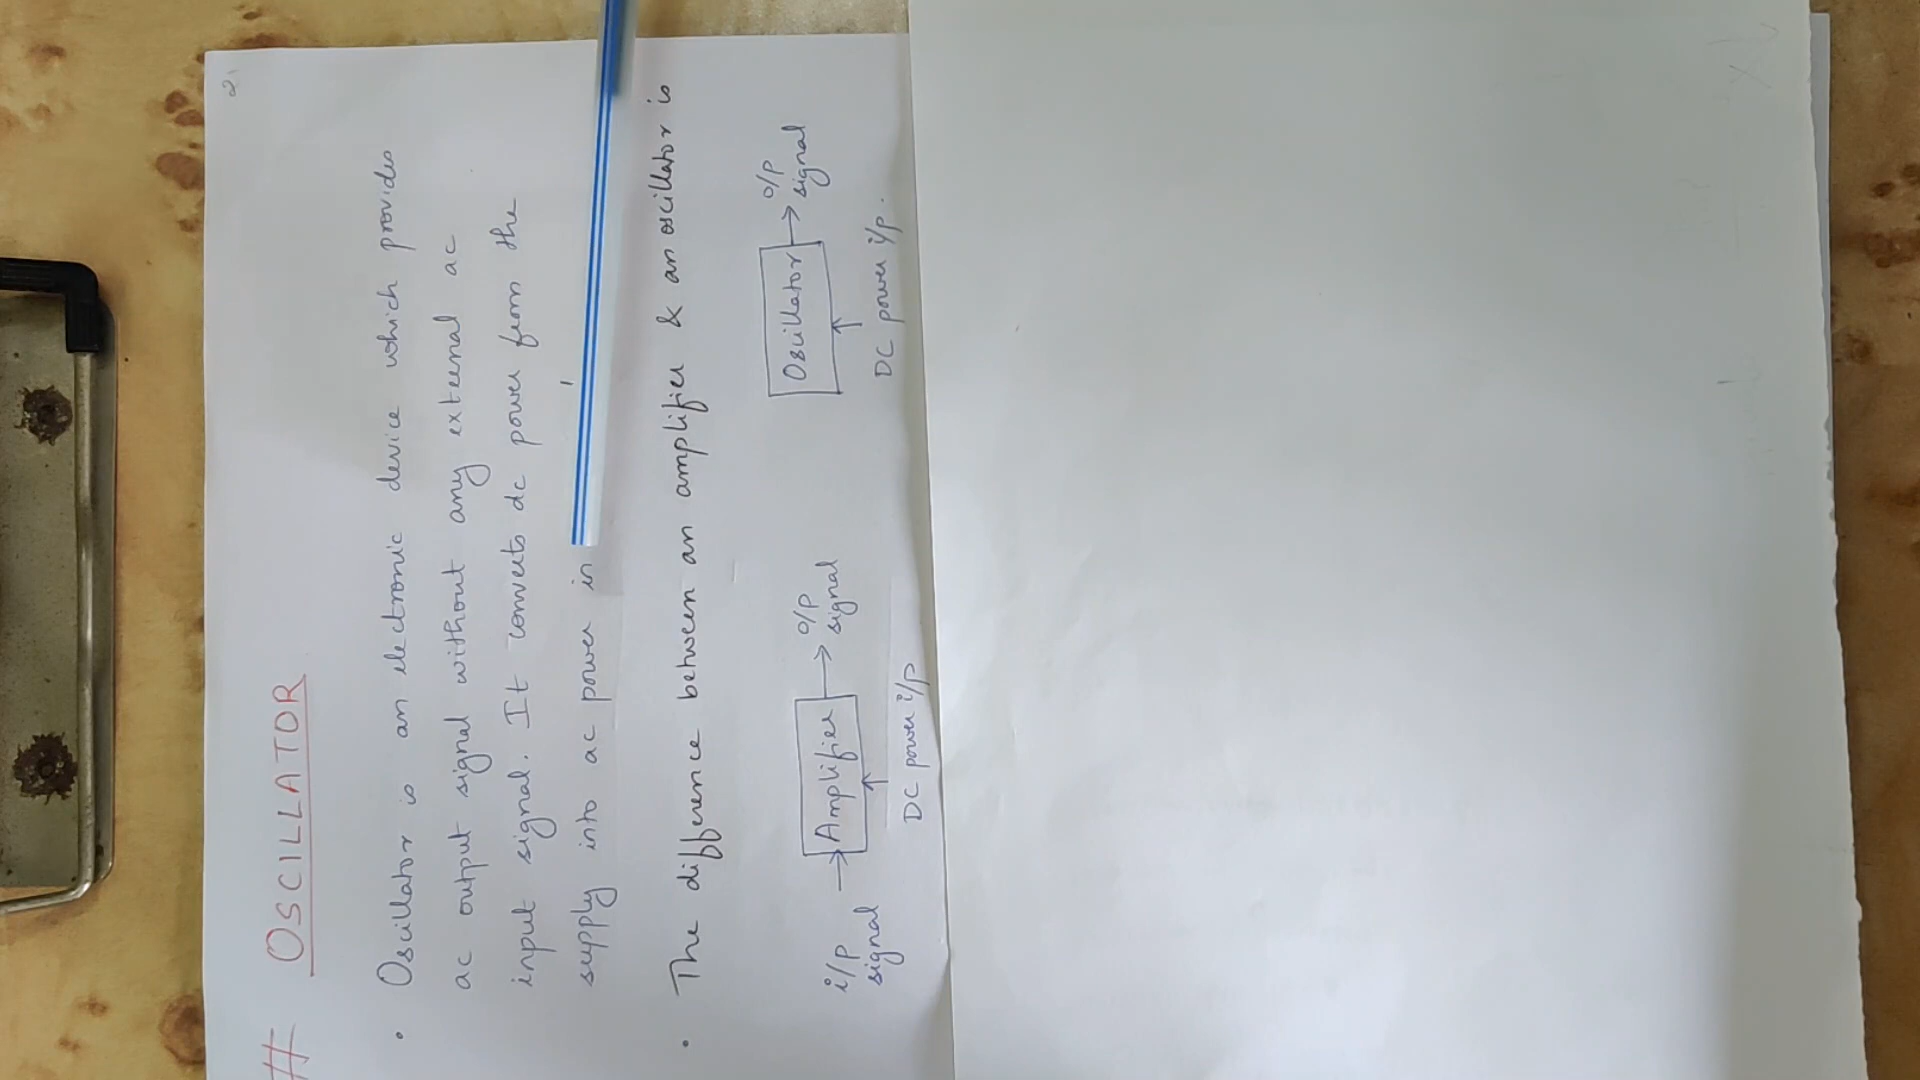 2.
# OSCILLATOR
• Oscillator is an electronic device which provides
ac output signal without any external ac
input signal. It converts dc power from the
supply into ac power in
• The difference between an amplifier & an oscillator is
i/p signal
Amplifier
o/p signal
DC power i/p
Oscillator
o/p signal
DC power i/p.